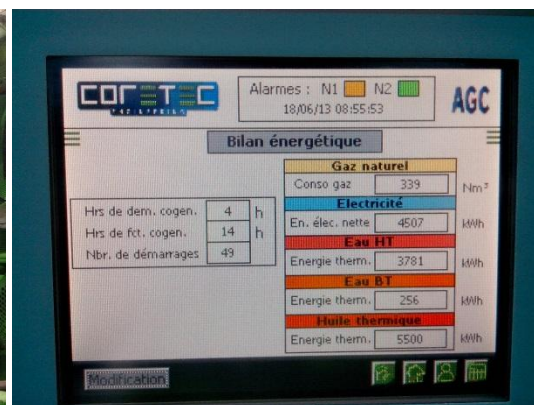 CORETEC
Alarmes : N1 N2
18/06/13 08:55:53
AGC
Bilan énergétique
Hrs de dem. cogen. 4 h
Hrs de fct. cogen. 14 h
Nbr. de démarrages 49
Gaz naturel
Conso gaz 339 Nm³
Electricité
En. élec. nette 4507 kWh
Eau HT
Energie therm. 3781 kWh
Eau BT
Energie therm. 256 kWh
Huile thermique
Energie therm. 5500 kWh
Modification